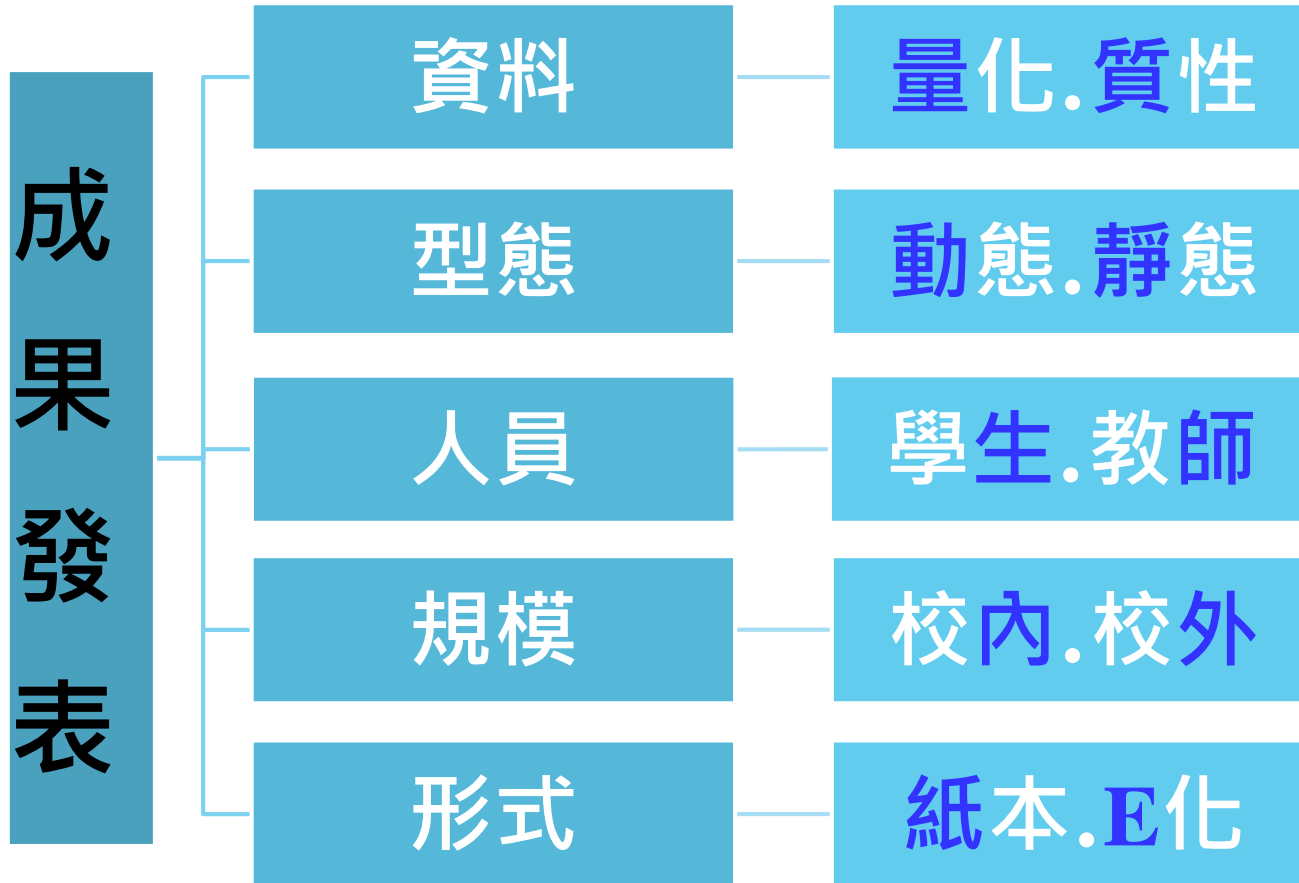 成果發表
資料
量化.質性
型態
動態.靜態
人員
學生.教師
規模
校內.校外
形式
紙本.E化